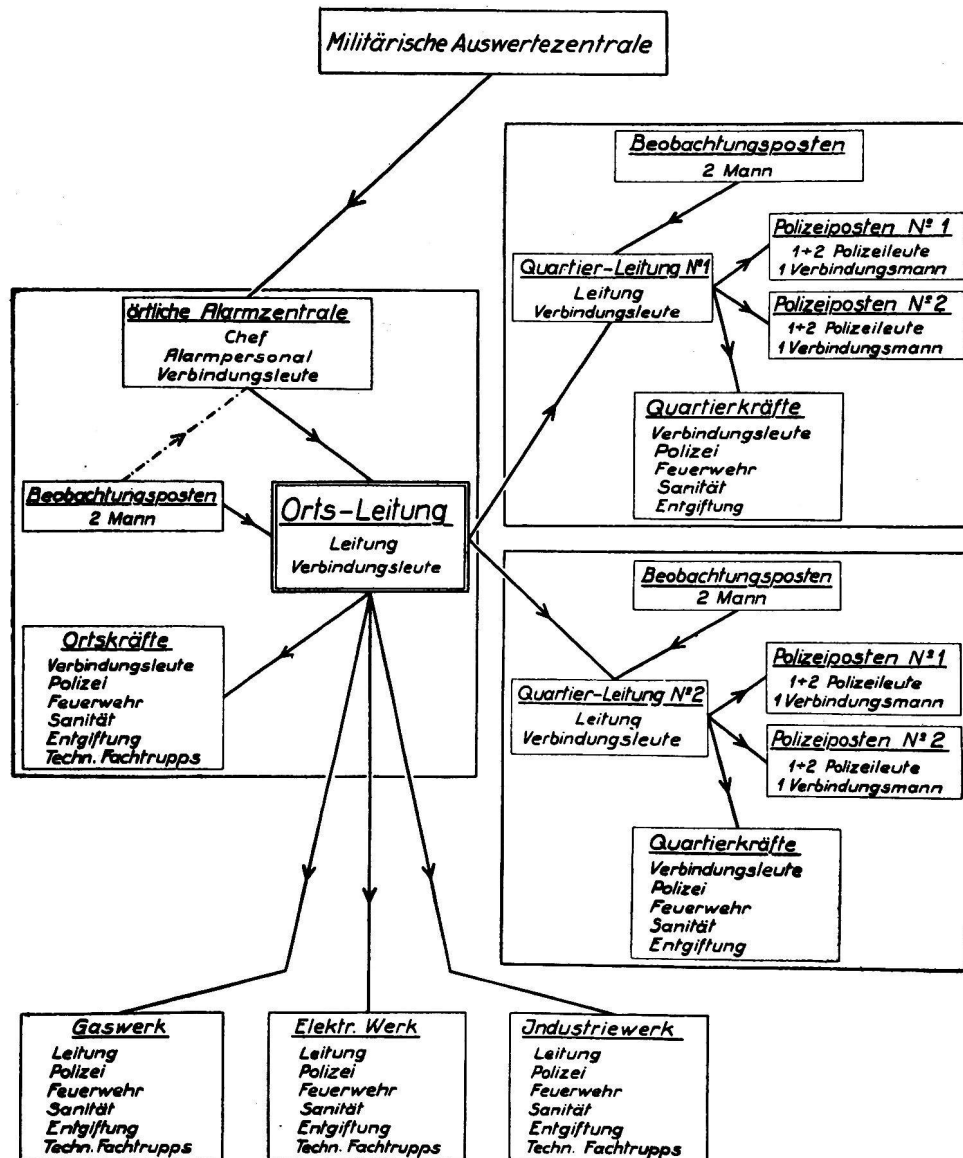 Militärische Auswertezentrale
örtliche Alarmzentrale
Chef
Alarmpersonal
Verbindungsleute
Beobachtungsposten
2 Mann
Orts-Leitung
Leitung
Verbindungsleute
Ortskräfte
Verbindungsleute
Polizei
Feuerwehr
Sanität
Entgiftung
Techn. Fachtrupps
Beobachtungsposten
2 Mann
Quartier-Leitung Nº1
Leitung
Verbindungsleute
Polizeiposten Nº 1
1+2 Polizeileute
1 Verbindungsmann
Polizeiposten Nº 2
1+2 Polizeileute
1 Verbindungsmann
Quartierkräfte
Verbindungsleute
Polizei
Feuerwehr
Sanität
Entgiftung
Beobachtungsposten
2 Mann
Quartier-Leitung Nº2
Leitung
Verbindungsleute
Polizeiposten Nº1
1+2 Polizeileute
1 Verbindungsmann
Polizeiposten Nº 2
1+2 Polizeileute
1 Verbindungsmann
Quartierkräfte
Verbindungsleute
Polizei
Feuerwehr
Sanität
Entgiftung
Gaswerk
Leitung
Polizei
Feuerwehr
Sanität
Entgiftung
Techn. Fachtrupps
Elektr. Werk
Leitung
Polizei
Feuerwehr
Sanität
Entgiftung
Techn. Fachtrupps
Industriewerk
Leitung
Polizei
Feuerwehr
Sanität
Entgiftung
Techn. Fachtrupps